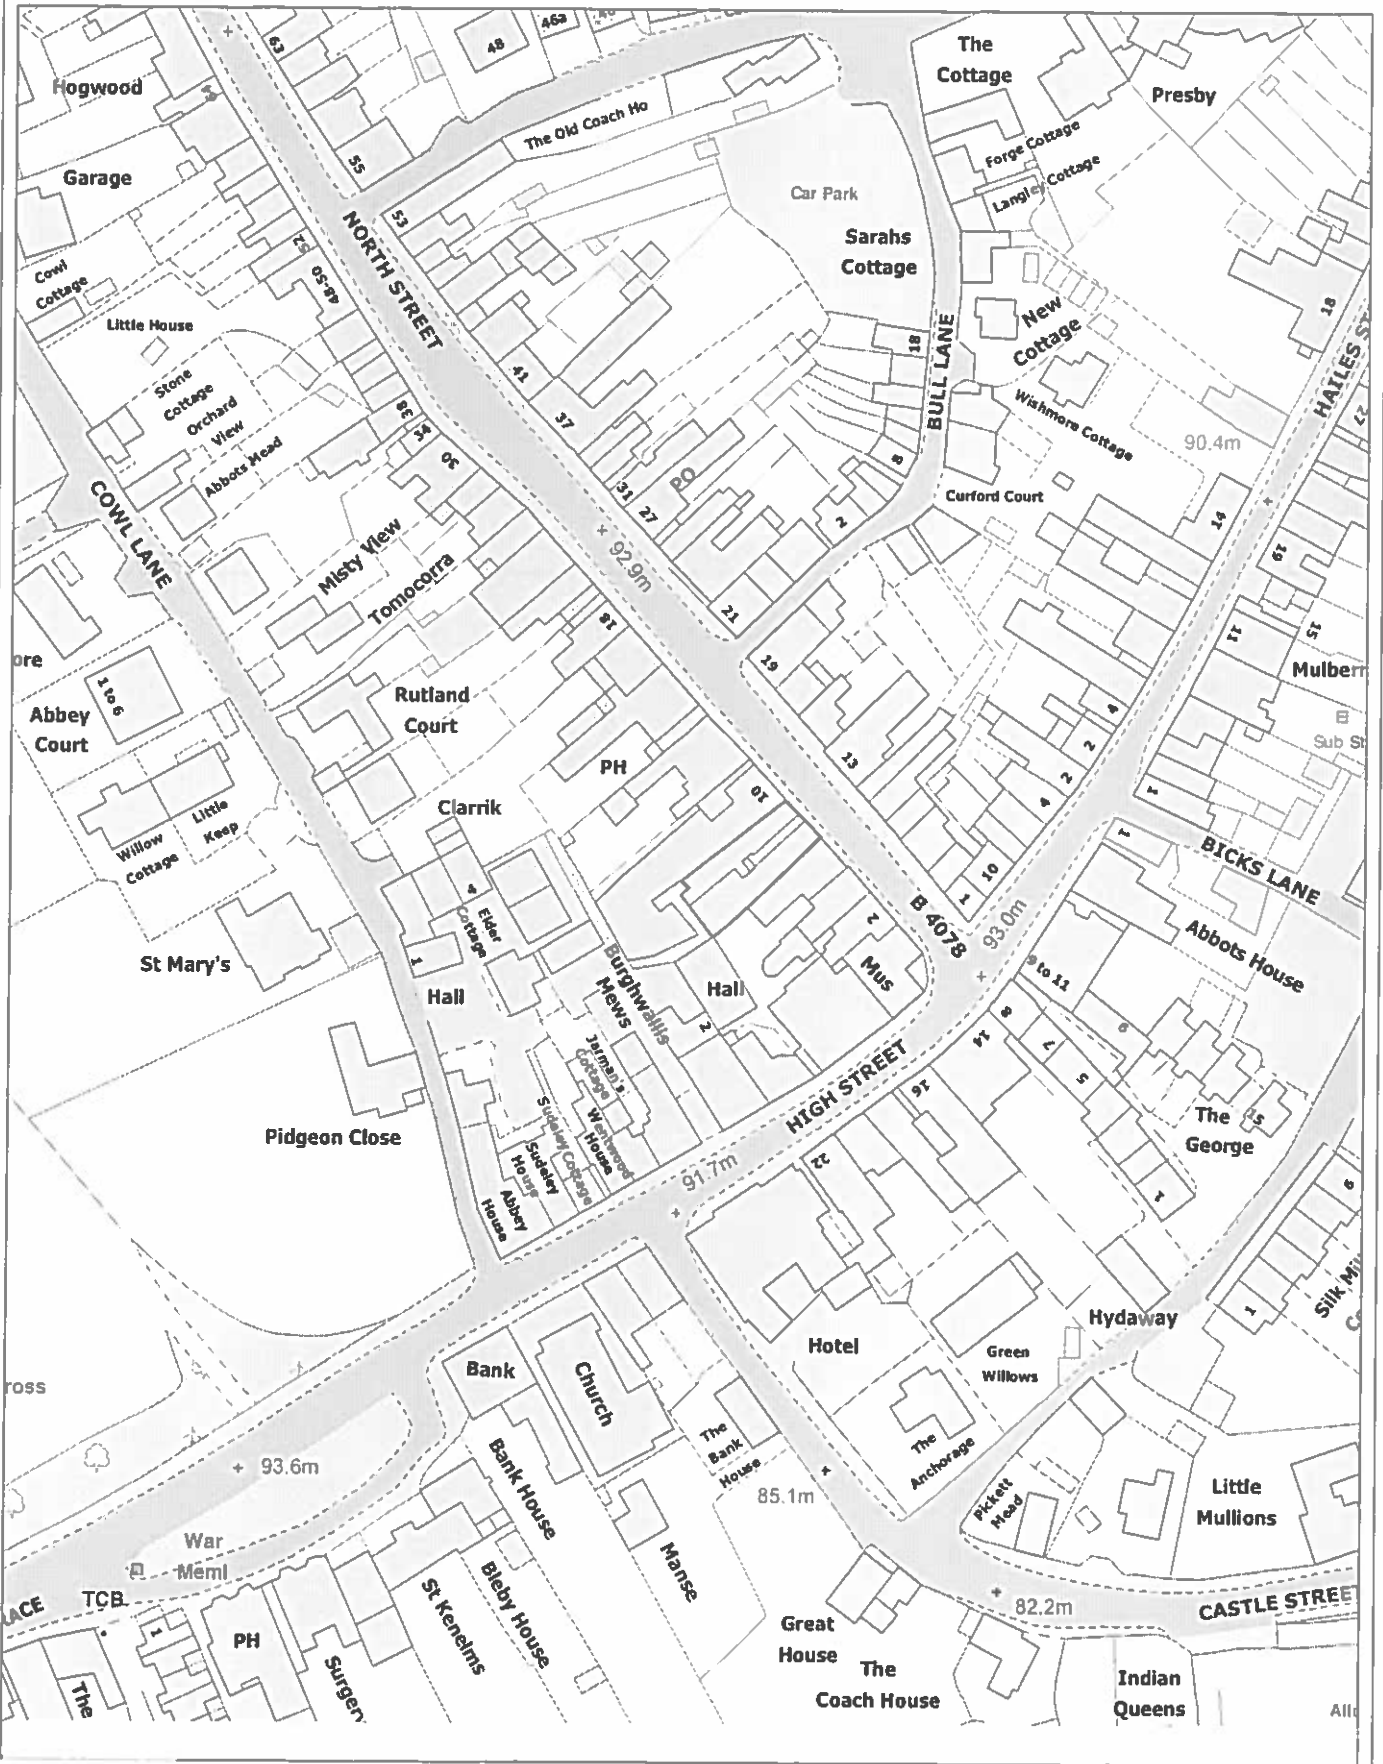 63
48
46a
The
Cottage
Hogwood
Presby
The Old Coach Ho
55
Forge Cottage
Garage
Langley Cottage
Car Park
53
NORTH STREET
Sarahs
Cottage
52
48-50
Cowl
Cottage
18
New
Cottage
Little House
18
BULL LANE
HAILES ST
41
Stone
Cottage
Orchard
View
38
37
27
Wishmore Cottage
34
90.4m
Abbots Mead
30
8
PO
COWL LANE
31
27
Curford Court
2
14
92.9m
Misty View
19
Tomocorra
21
18
11
15
ore
19
Mulberr
1 to 6
Rutland
Court
Abbey
Court
4
Sub St
2
PH
13
2
10
1
4
Clarrik
Little
Keep
1
Willow
Cottage
BICKS LANE
10
4
1
Elder
Cottage
2
B 4078
93.0m
Abbots House
St Mary's
1
Burghwallis
Mews
Mus
9 to 11
Hall
Hall
2
8
6
14
7
Jarman's
Cottage
HIGH STREET
5
16
Sudeley Cottage
Wentwood
House
The
George
15
Pidgeon Close
22
91.7m
Sudeley
House
Abbey
House
1
6
Silk Mil
1
Hydaway
Hotel
Green
Willows
Bank
ross
Church
The
Bank
House
The
Anchorage
93.6m
Bank House
85.1m
Pickett
Mead
Little
Mullions
War
Meml
Manse
TCB
ACE
St Kenelms
Bleby House
82.2m
CASTLE STREET
1
PH
Great
House
Surgery
The
The
Coach House
Indian
Queens